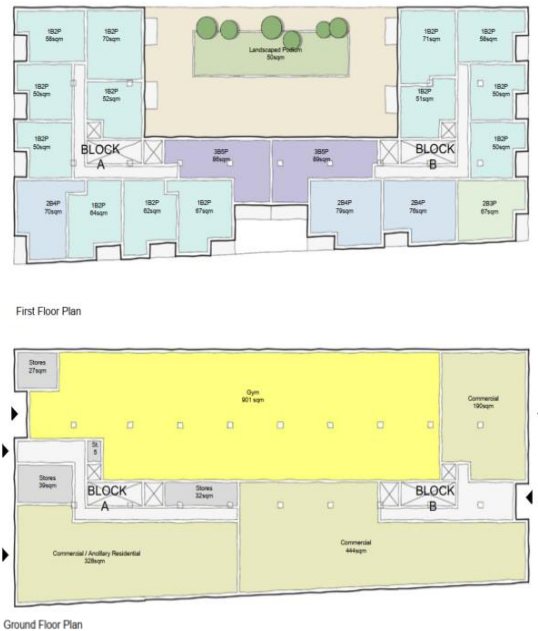 1B2P
58sqm
1B2P
70sqm
Landscaped Podium
50sqm
1B2P
71sqm
1B2P
58sqm
1B2P
50sqm
1B2P
52sqm
1B2P
51sqm
1B2P
50sqm
1B2P
50sqm
BLOCK
A
3B5P
86sqm
3B5P
89sqm
BLOCK
B
1B2P
50sqm
2B4P
70sqm
1B2P
64sqm
1B2P
62sqm
1B2P
67sqm
2B4P
79sqm
2B4P
76sqm
2B3P
67sqm
First Floor Plan
Stores
27sqm
Gym
901 sqm
Commercial
190sqm
St.
5
Stores
39sqm
BLOCK
A
Stores
32sqm
BLOCK
B
Commercial / Ancillary Residential
328sqm
Commercial
444sqm
Ground Floor Plan